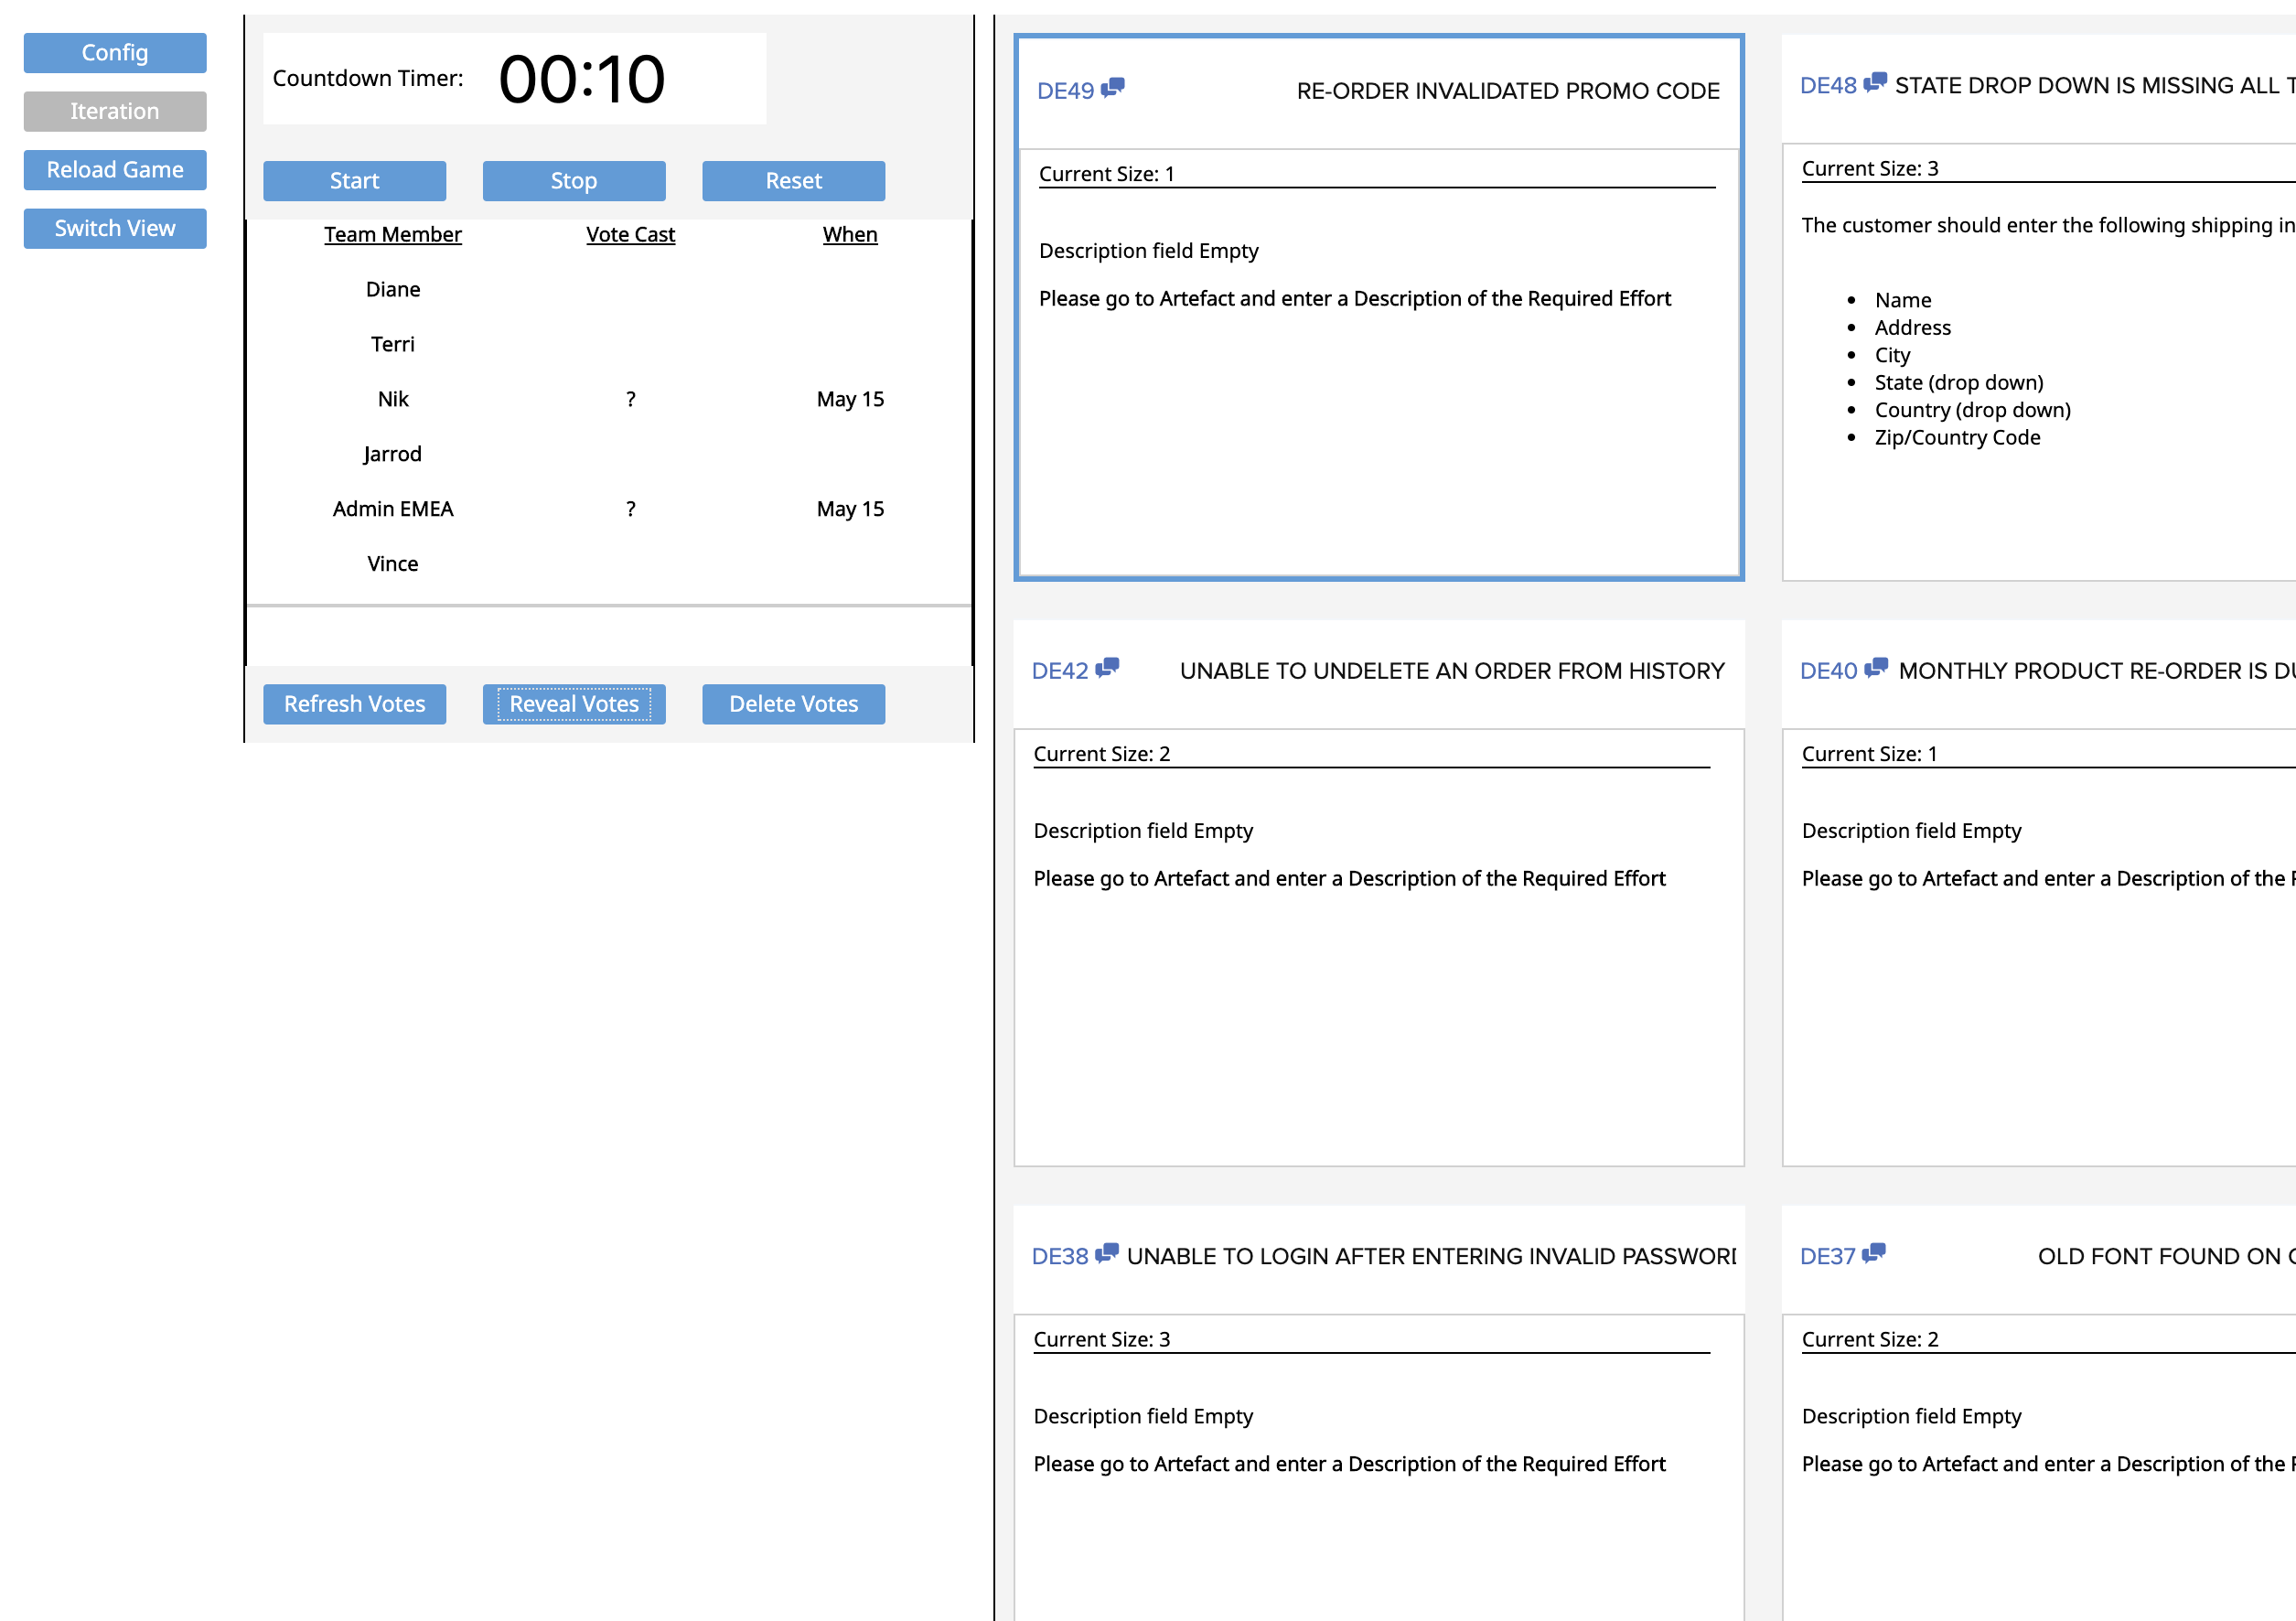 Config
Iteration
Reload Game
Switch View
Countdown Timer: 00:10
Start Stop Reset
Team Member Vote Cast When
Diane
Terri
Nik ? May 15
Jarrod
Admin EMEA ? May 15
Vince
Refresh Votes Reveal Votes Delete Votes
DE49 RE-ORDER INVALIDATED PROMO CODE
Current Size: 1
Description field Empty
Please go to Artefact and enter a Description of the Required Effort
DE48 STATE DROP DOWN IS MISSING ALL
Current Size: 3
The customer should enter the following shipping
• Name
• Address
• City
• State (drop down)
• Country (drop down)
• Zip/Country Code
DE42 UNABLE TO UNDELETE AN ORDER FROM HISTORY
Current Size: 2
Description field Empty
Please go to Artefact and enter a Description of the Required Effort
DE40 MONTHLY PRODUCT RE-ORDER IS
Current Size: 1
Description field Empty
Please go to Artefact and enter a Description of the
DE38 UNABLE TO LOGIN AFTER ENTERING INVALID PASSWORD
Current Size: 3
Description field Empty
Please go to Artefact and enter a Description of the Required Effort
DE37 OLD FONT FOUND ON
Current Size: 2
Description field Empty
Please go to Artefact and enter a Description of the